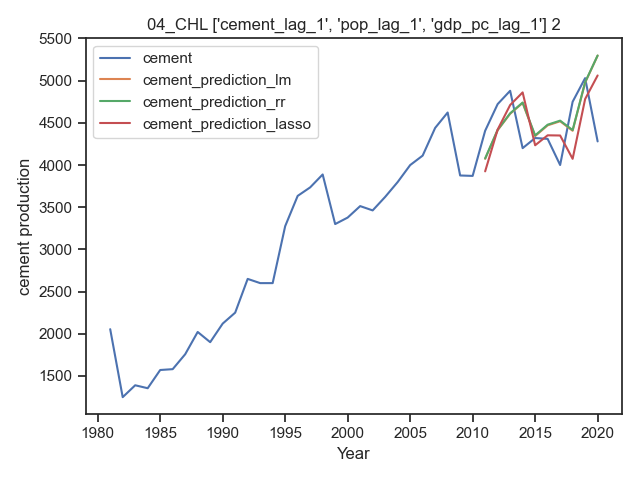 04_CHL ['cement_lag_1', 'pop_lag_1', 'gdp_pc_lag_1'] 2
cement
cement_prediction_lm
cement_prediction_rr
cement_prediction_lasso
cement production
5500
5000
4500
4000
3500
3000
2500
2000
1500
1980 1985 1990 1995 2000 2005 2010 2015 2020
Year